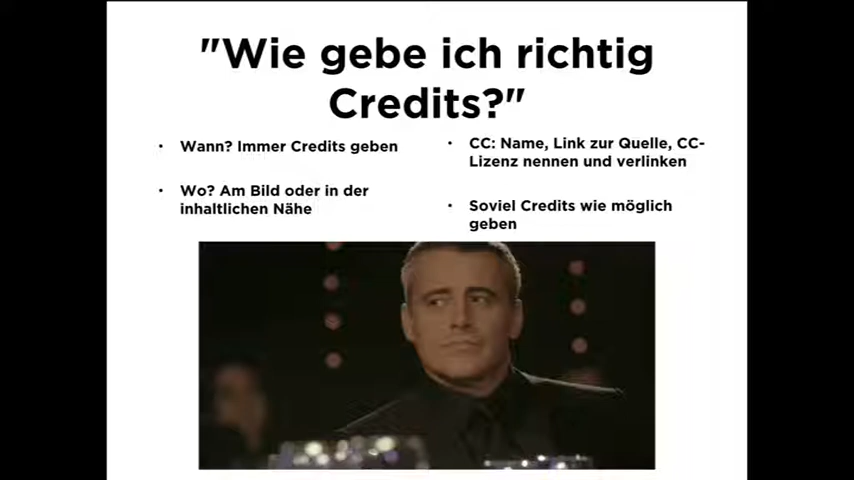 "Wie gebe ich richtig
Credits?"
• Wann? Immer Credits geben
• Wo? Am Bild oder in der
inhaltlichen Nähe
• CC: Name, Link zur Quelle, CC-
Lizenz nennen und verlinken
• Soviel Credits wie möglich
geben